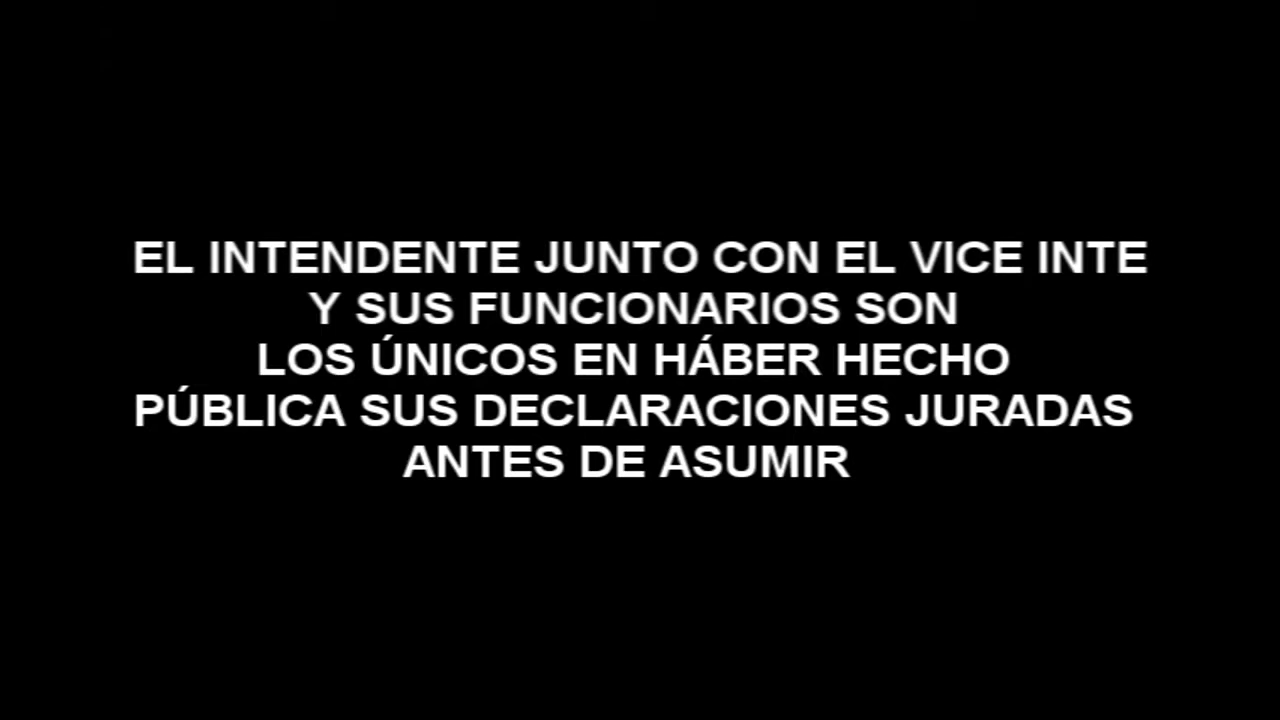 EL INTENDENTE JUNTO CON EL VICE INTE
Y SUS FUNCIONARIOS SON
LOS ÚNICOS EN HÁBER HECHO
PÚBLICA SUS DECLARACIONES JURADAS
ANTES DE ASUMIR